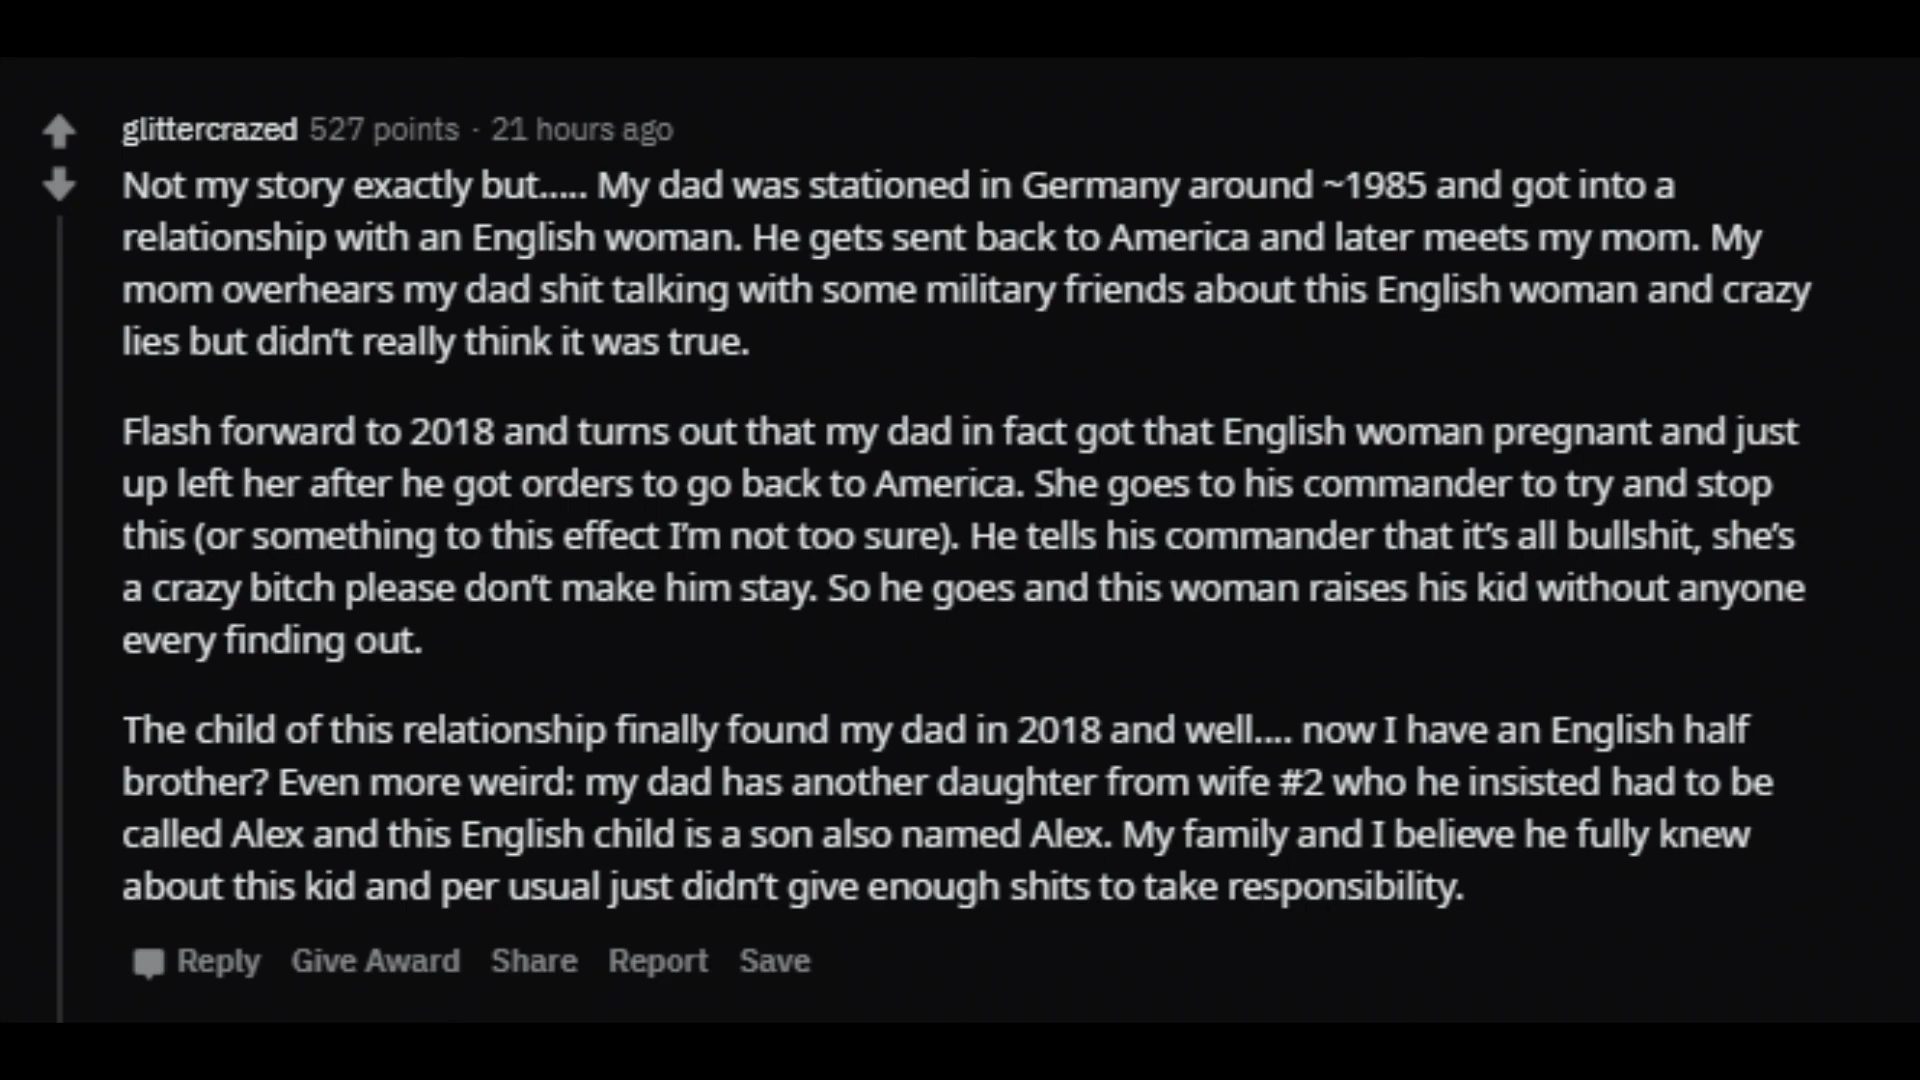 glittercrazed 527 points · 21 hours ago
Not my story exactly but..... My dad was stationed in Germany around ~1985 and got into a
relationship with an English woman. He gets sent back to America and later meets my mom. My
mom overhears my dad shit talking with some military friends about this English woman and crazy
lies but didn't really think it was true.
Flash forward to 2018 and turns out that my dad in fact got that English woman pregnant and just
up left her after he got orders to go back to America. She goes to his commander to try and stop
this (or something to this effect I'm not too sure). He tells his commander that it's all bullshit, she's
a crazy bitch please don't make him stay. So he goes and this woman raises his kid without anyone
every finding out.
The child of this relationship finally found my dad in 2018 and well.... now I have an English half
brother? Even more weird: my dad has another daughter from wife #2 who he insisted had to be
called Alex and this English child is a son also named Alex. My family and I believe he fully knew
about this kid and per usual just didn't give enough shits to take responsibility.
Reply Give Award Share Report Save